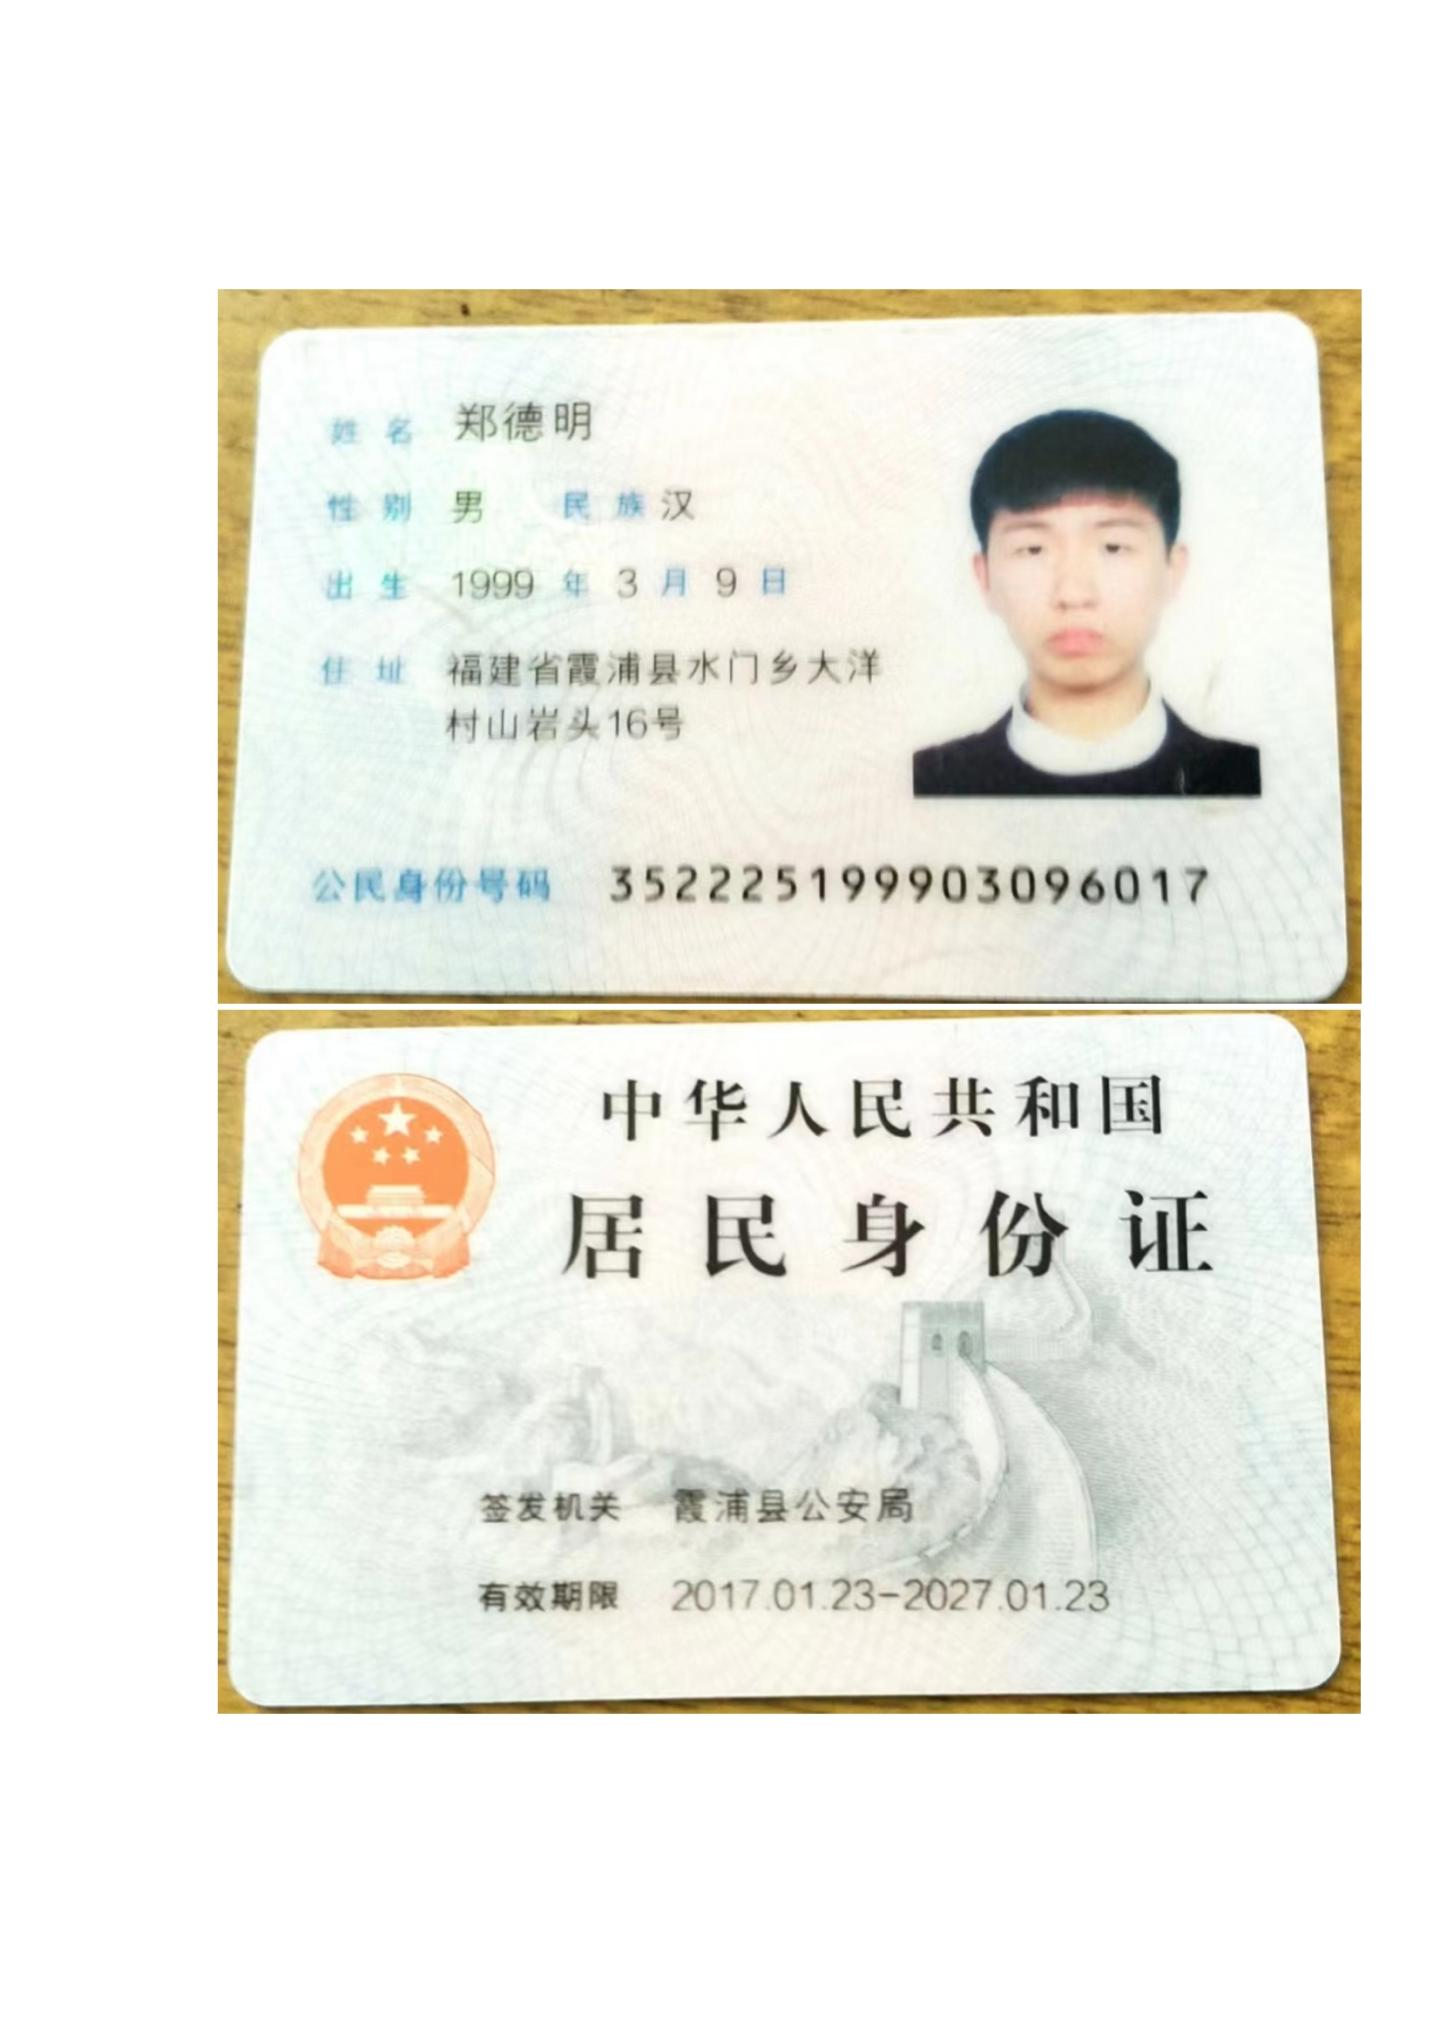 姓名 郑德明
性别 男 民族 汉
出生 1999 年 3 月 9 日
住址 福建省霞浦县水门乡大洋
村山岩头16号
公民身份号码 352225199903096017
中华人民共和国
居民身份证
签发机关 霞浦县公安局
有效期限 2017.01.23-2027.01.23